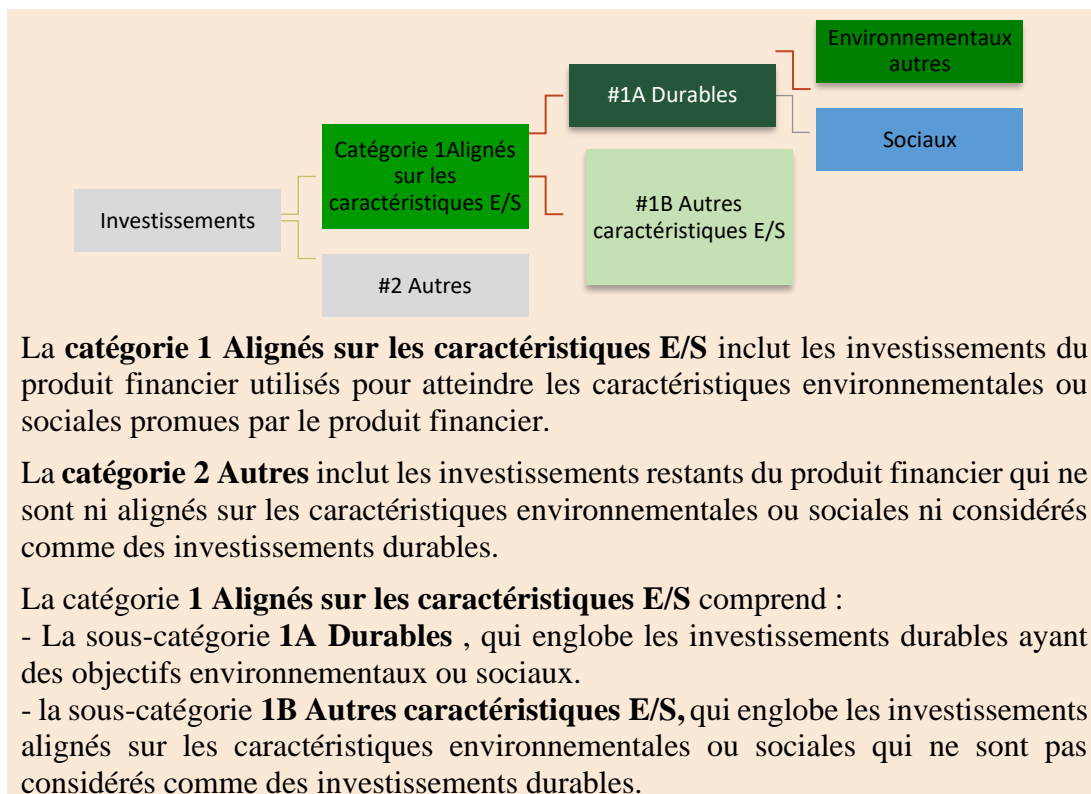 Environnementaux
autres
#1A Durables
Sociaux
Catégorie 1Alignés
sur les
caractéristiques E/S
#1B Autres
caractéristiques E/S
Investissements
#2 Autres
La catégorie 1 Alignés sur les caractéristiques E/S inclut les investissements du
produit financier utilisés pour atteindre les caractéristiques environnementales ou
sociales promues par le produit financier.
La catégorie 2 Autres inclut les investissements restants du produit financier qui ne
sont ni alignés sur les caractéristiques environnementales ou sociales ni considérés
comme des investissements durables.
La catégorie 1 Alignés sur les caractéristiques E/S comprend :
- La sous-catégorie 1A Durables , qui englobe les investissements durables ayant
des objectifs environnementaux ou sociaux.
- la sous-catégorie 1B Autres caractéristiques E/S, qui englobe les investissements
alignés sur les caractéristiques environnementales ou sociales qui ne sont pas
considérés comme des investissements durables.